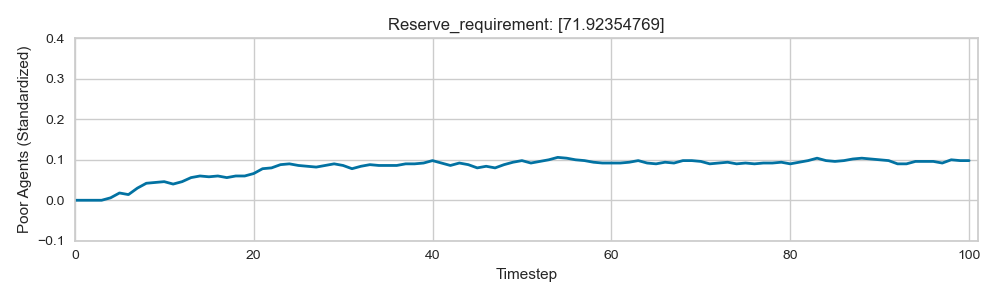 Reserve_requirement: [71.92354769]
Poor Agents (Standardized)
0.4
0.3
0.2
0.1
0.0
−0.1
0 20 40 60 80 100
Timestep